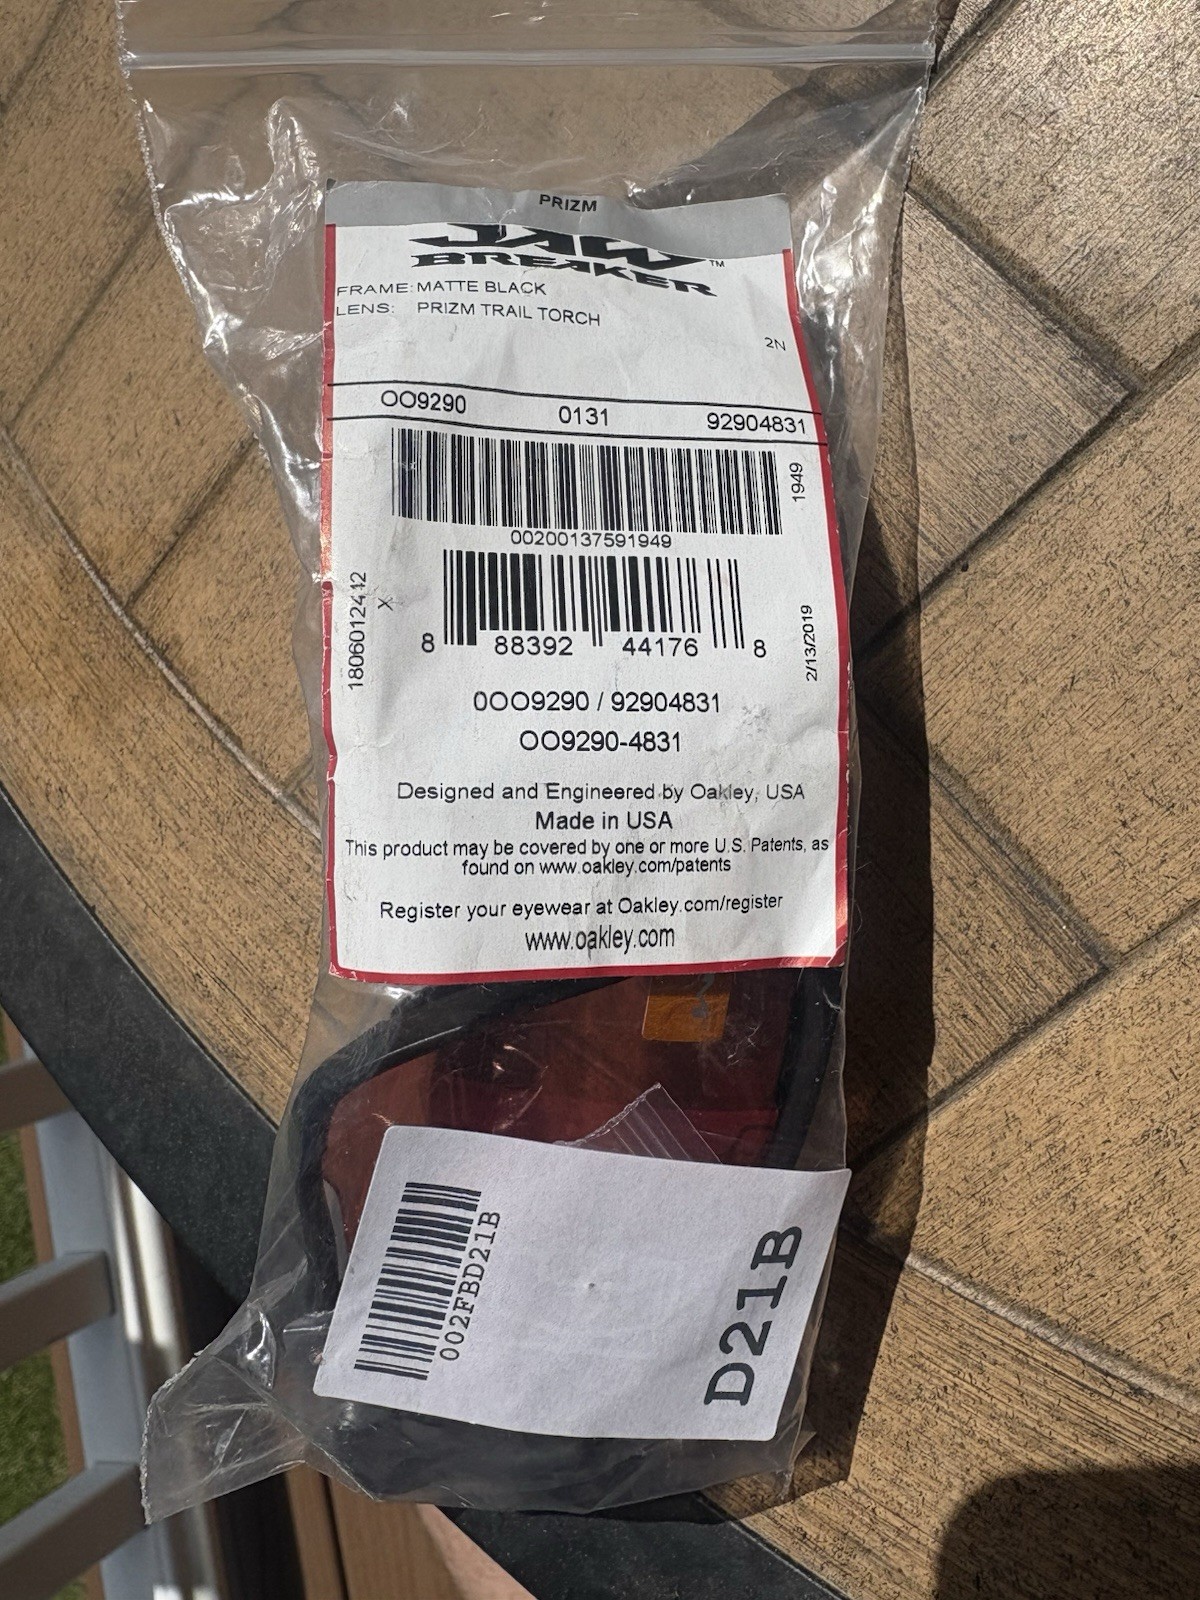 PRIZM
JAW
BREAKER™
FRAME: MATTE BLACK
LENS: PRIZM TRAIL TORCH
2N
OO9290 0131 92904831
1949
00200137591949
1806012412
X
8 88392 44176 8
2/13/2019
0OO9290 / 92904831
OO9290-4831
Designed and Engineered by Oakley, USA
Made in USA
This product may be covered by one or more U.S. Patents, as
found on www.oakley.com/patents
Register your eyewear at Oakley.com/register
www.oakley.com
002FBD21B
D21B